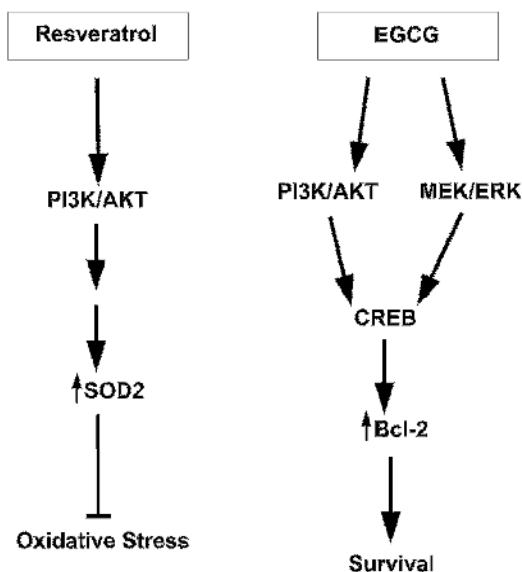 Resveratrol
EGCG
PI3K/AKT
PI3K/AKT
MEK/ERK
CREB
SOD2
Bcl-2
Oxidative Stress
Survival